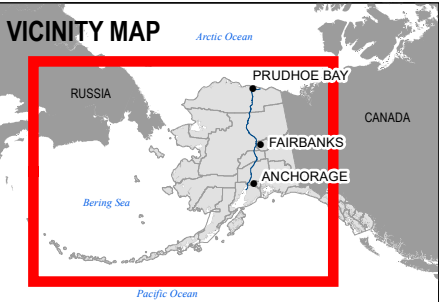 VICINITY MAP
Arctic Ocean
PRUDHOE BAY
RUSSIA
CANADA
FAIRBANKS
ANCHORAGE
Bering Sea
Pacific Ocean